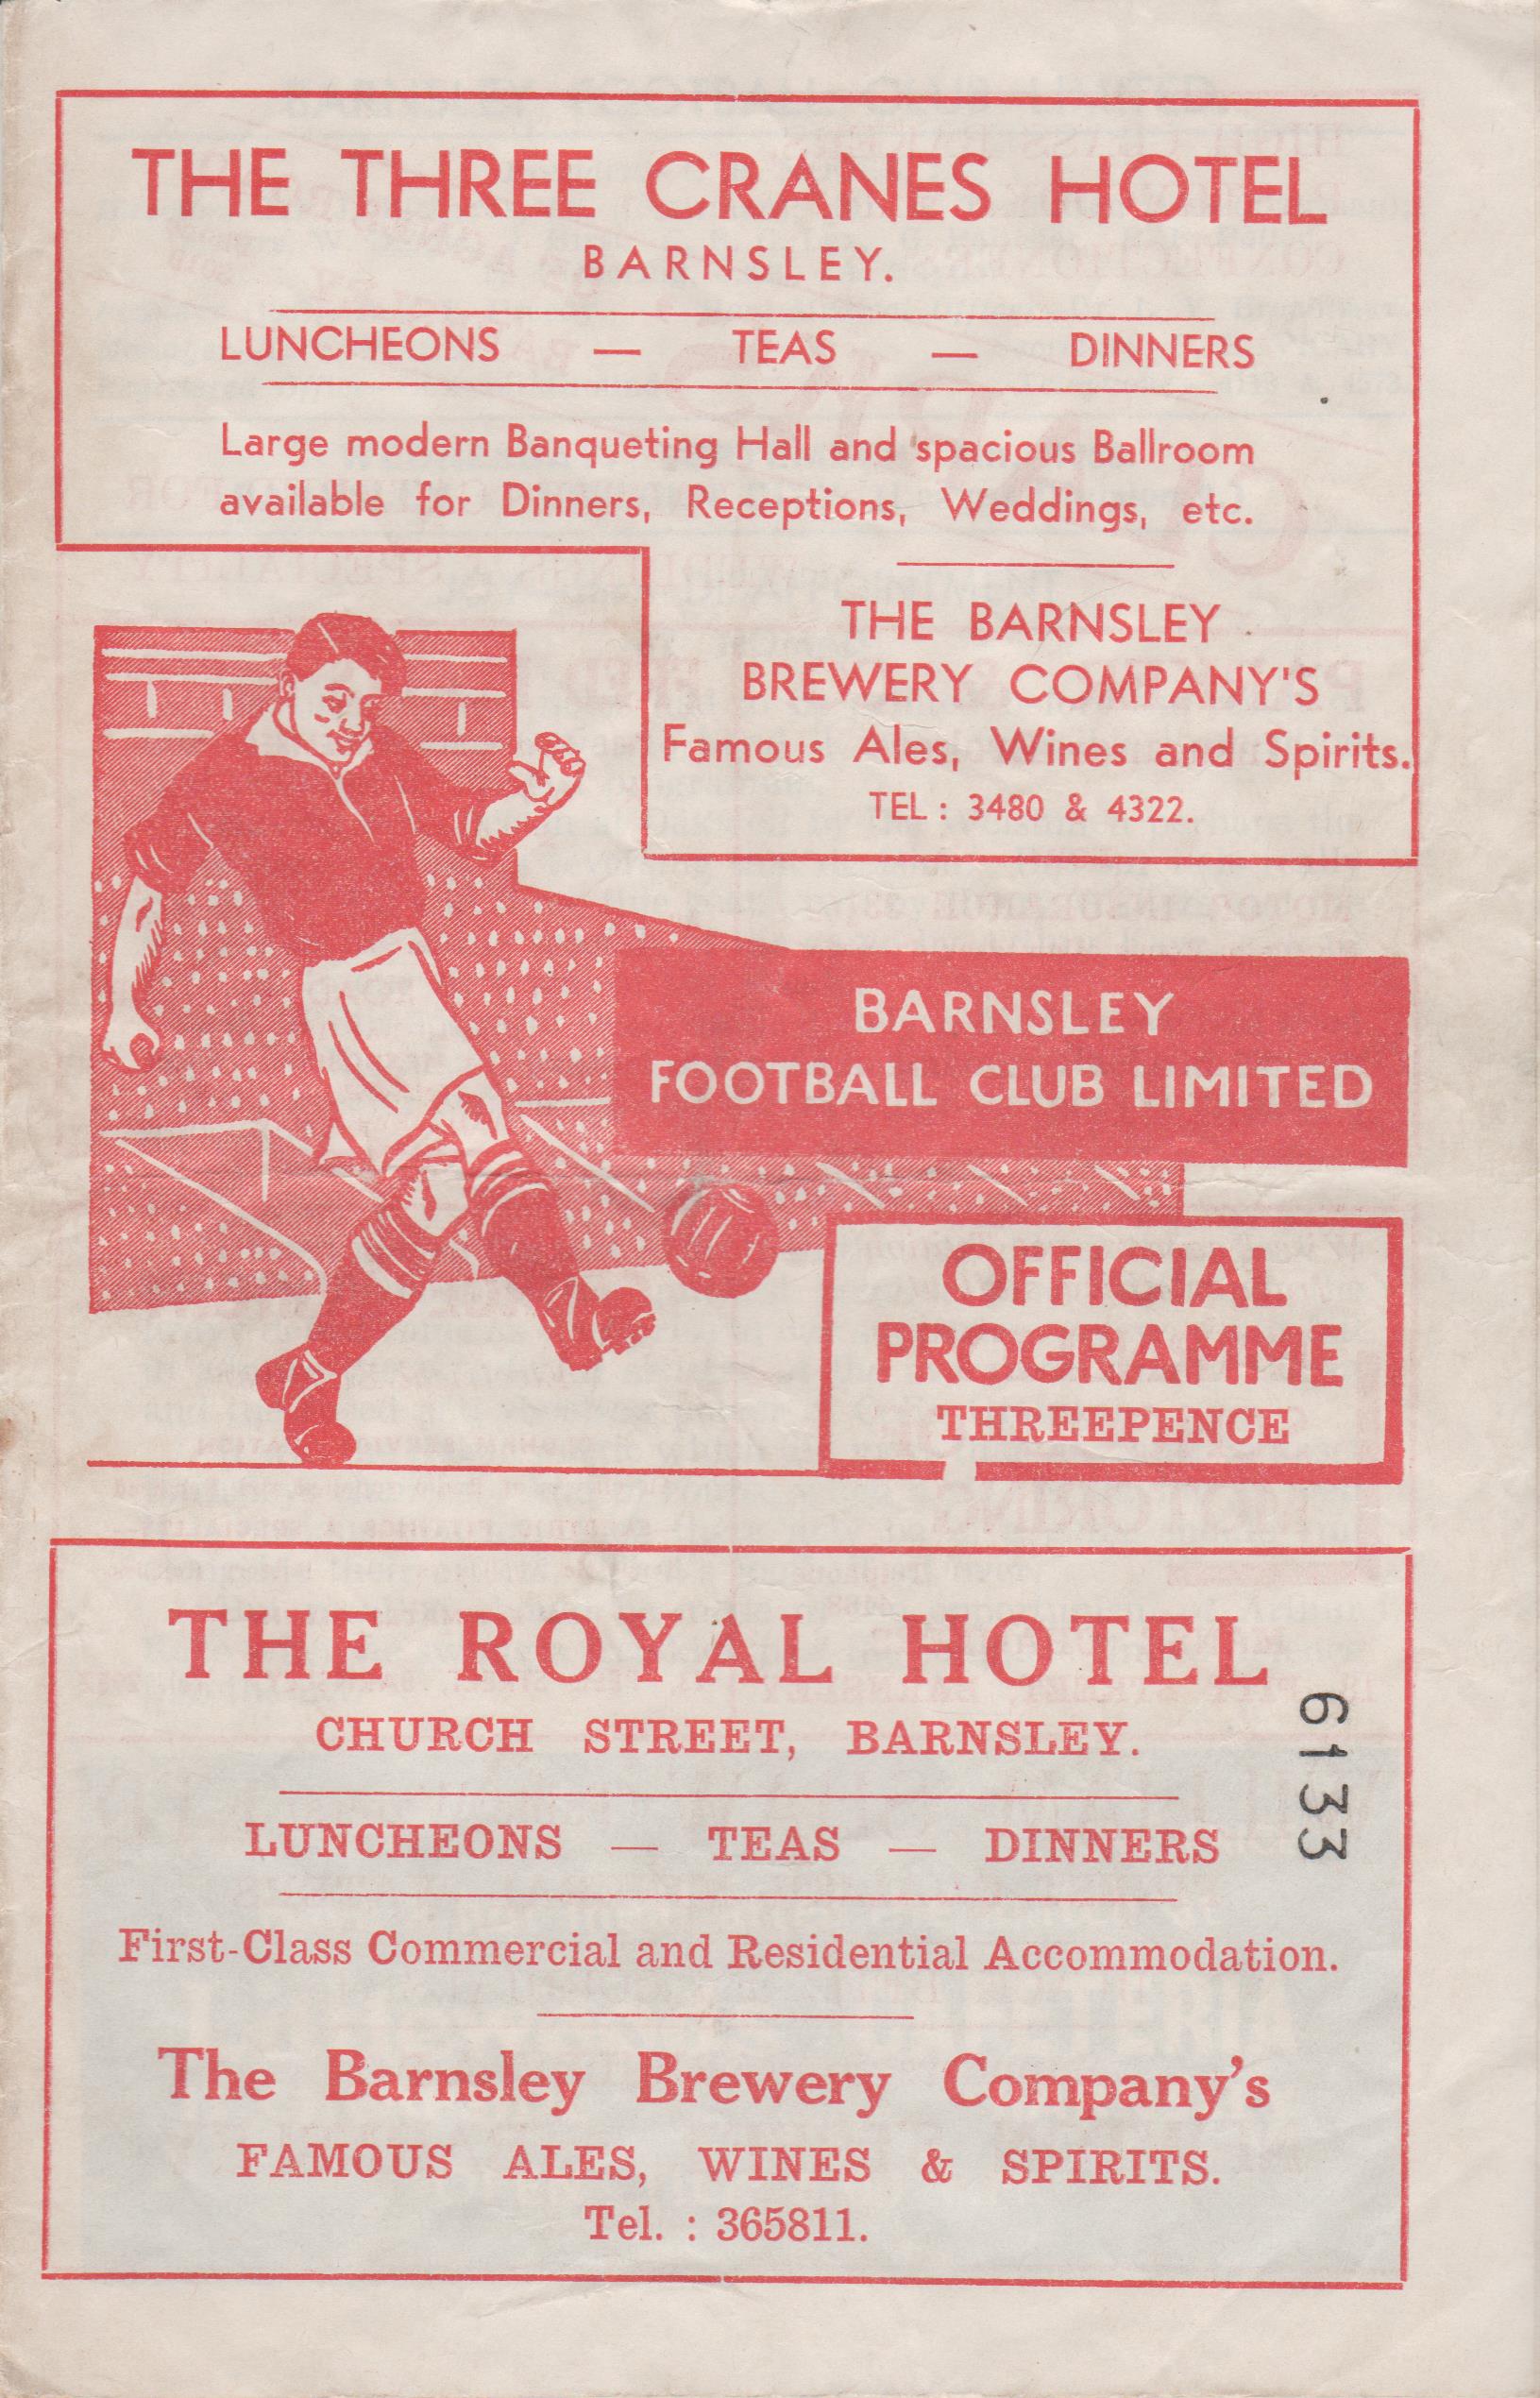 THE THREE CRANES HOTEL
BARNSLEY.
LUNCHEONS — TEAS — DINNERS
Large modern Banqueting Hall and spacious Ballroom
available for Dinners, Receptions, Weddings, etc.
THE BARNSLEY
BREWERY COMPANY'S
Famous Ales, Wines and Spirits.
TEL : 3480 & 4322.
BARNSLEY
FOOTBALL CLUB LIMITED
OFFICIAL
PROGRAMME
THREEPENCE
THE ROYAL HOTEL
CHURCH STREET, BARNSLEY.
LUNCHEONS — TEAS — DINNERS
First-Class Commercial and Residential Accommodation.
The Barnsley Brewery Company's
FAMOUS ALES, WINES & SPIRITS.
Tel. : 365811.
6133